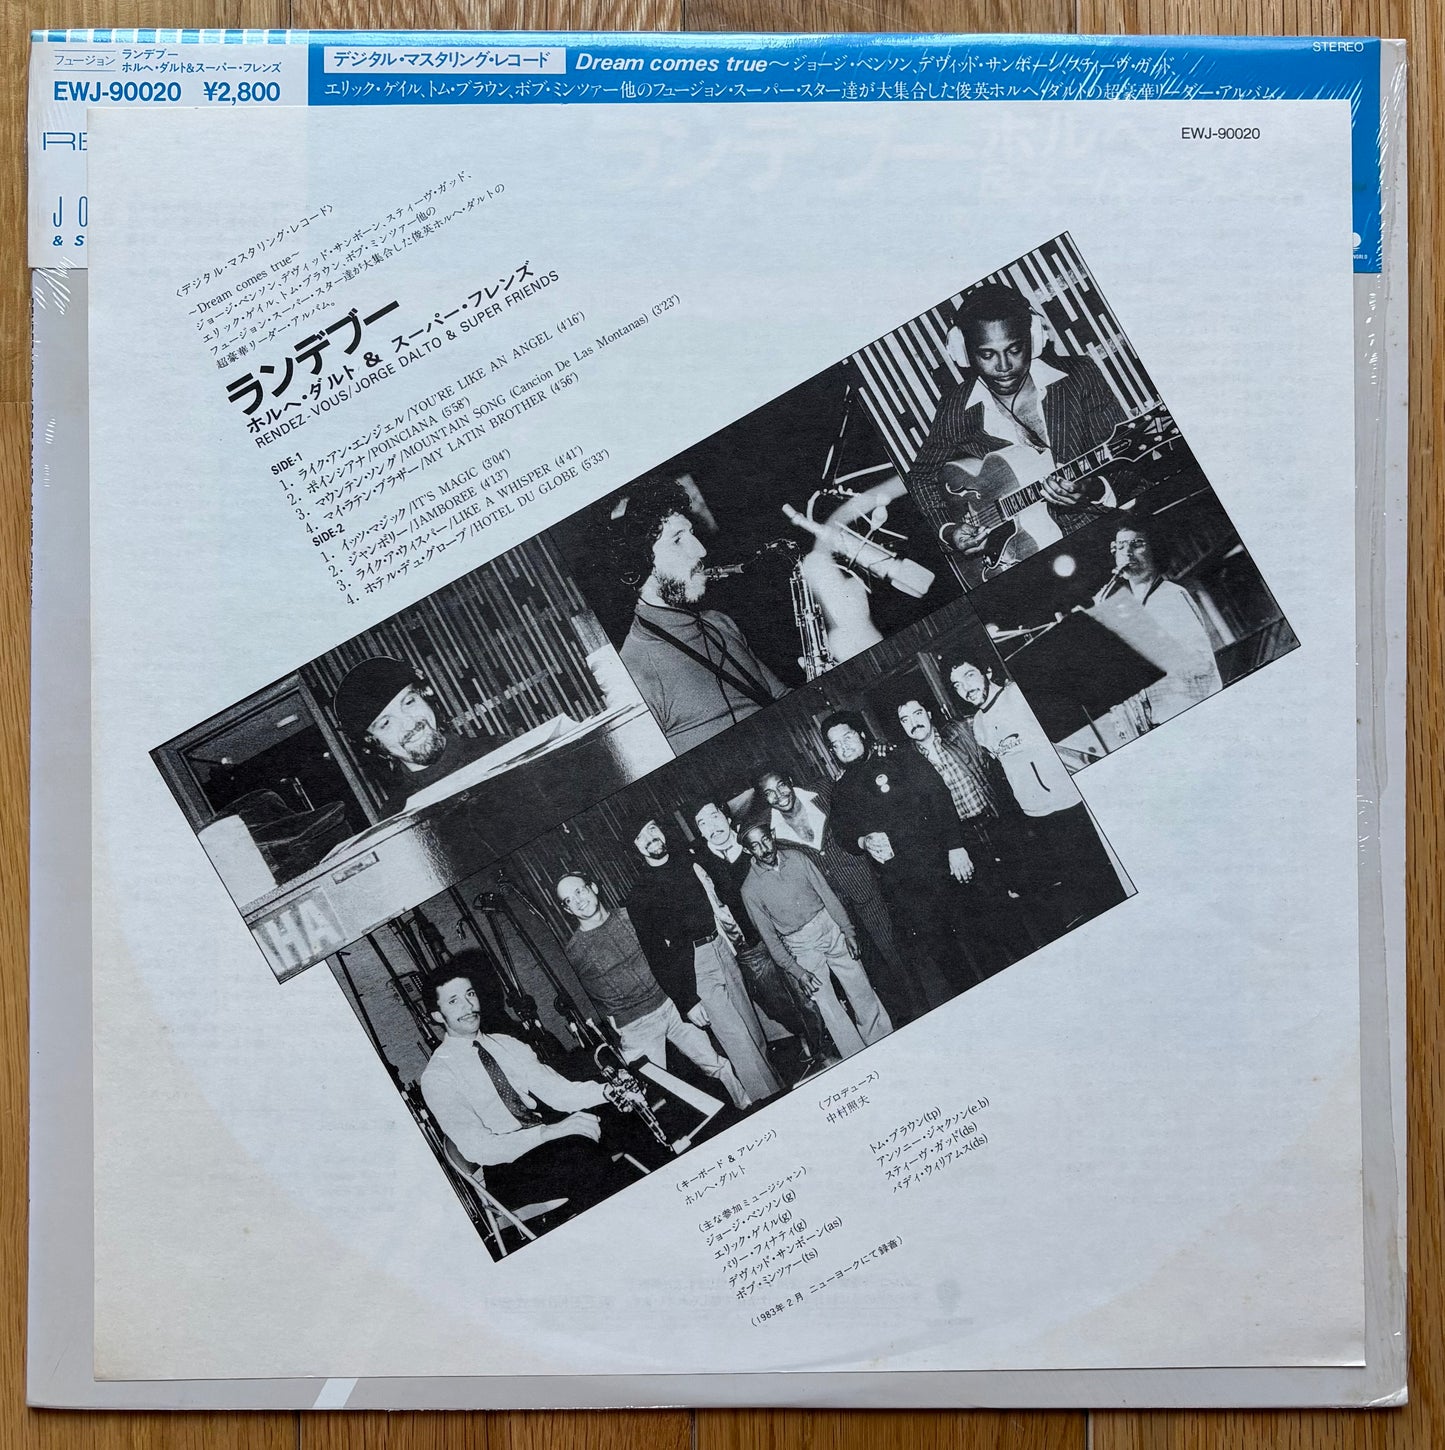 フュージョン
ランデブー
ホルヘ・ダルト&スーパー・フレンズ
EWJ-90020 ¥2,800
デジタル・マスタリング・レコード Dream comes true〜ジョージ・ベンソン、デヴィッド・サンボーン、スティーヴ・ガッド、
エリック・ゲイル、トム・ブラウン、ボブ・ミンツァー他のフュージョン・スーパー・スター達が大集合した俊英ホルヘ・ダルトの超豪華リーダー・アルバム
STEREO
RE
JO
& S
EWJ-90020
〈デジタル・マスタリング・レコード〉
〜Dream comes true〜
ジョージ・ベンソン、デヴィッド・サンボーン、スティーヴ・ガッド、
エリック・ゲイル、トム・ブラウン、ボブ・ミンツァー他の
フュージョン・スーパー・スター達が大集合した俊英ホルヘ・ダルトの
超豪華リーダー・アルバム。
ランデブー
ホルヘ・ダルト & スーパー・フレンズ
RENDEZ-VOUS/JORGE DALTO & SUPER FRIENDS
SIDE-1
1. ライク・アン・エンジェル/YOU'RE LIKE AN ANGEL (4'16")
2. ポインシアナ/POINCIANA (5'58")
3. マウンテン・ソング/MOUNTAIN SONG (Cancion De Las Montanas) (3'23")
4. マイ・ラテン・ブラザー/MY LATIN BROTHER (4'56")
SIDE-2
1. イッツ・マジック/IT'S MAGIC (3'04")
2. ジャンボリー/JAMBOREE (4'13")
3. ライク・ア・ウィスパー/LIKE A WHISPER (4'41")
4. ホテル・デュ・グローブ/HOTEL DU GLOBE (5'33")
AHA
(プロデュース)
中村照夫
(キーボード & アレンジ)
ホルヘ・ダルト
(主な参加ミュージシャン)
ジョージ・ベンソン(g)
エリック・ゲイル(g)
バリー・フィナティ(g)
デヴィッド・サンボーン(as)
ボブ・ミンツァー(ts)
トム・ブラウン(tp)
アンソニー・ジャクソン(e.b)
スティーヴ・ガッド(ds)
バディ・ウィリアムス(ds)
(1983年2月 ニューヨークにて録音)